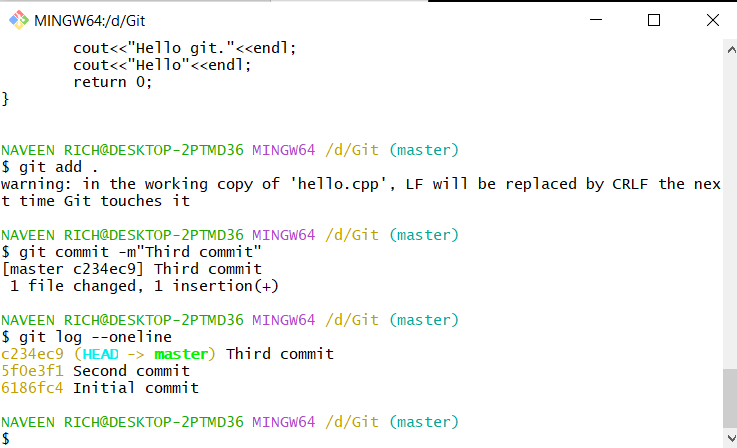 MINGW64:/d/Git
cout<<"Hello git."<<endl;
cout<<"Hello"<<endl;
return 0;
}
NAVEEN RICH@DESKTOP-2PTMD36 MINGW64 /d/Git (master)
$ git add .
warning: in the working copy of 'hello.cpp', LF will be replaced by CRLF the nex
t time Git touches it
NAVEEN RICH@DESKTOP-2PTMD36 MINGW64 /d/Git (master)
$ git commit -m"Third commit"
[master c234ec9] Third commit
1 file changed, 1 insertion(+)
NAVEEN RICH@DESKTOP-2PTMD36 MINGW64 /d/Git (master)
$ git log --oneline
c234ec9 (HEAD -> master) Third commit
5f0e3f1 Second commit
6186fc4 Initial commit
NAVEEN RICH@DESKTOP-2PTMD36 MINGW64 /d/Git (master)
$